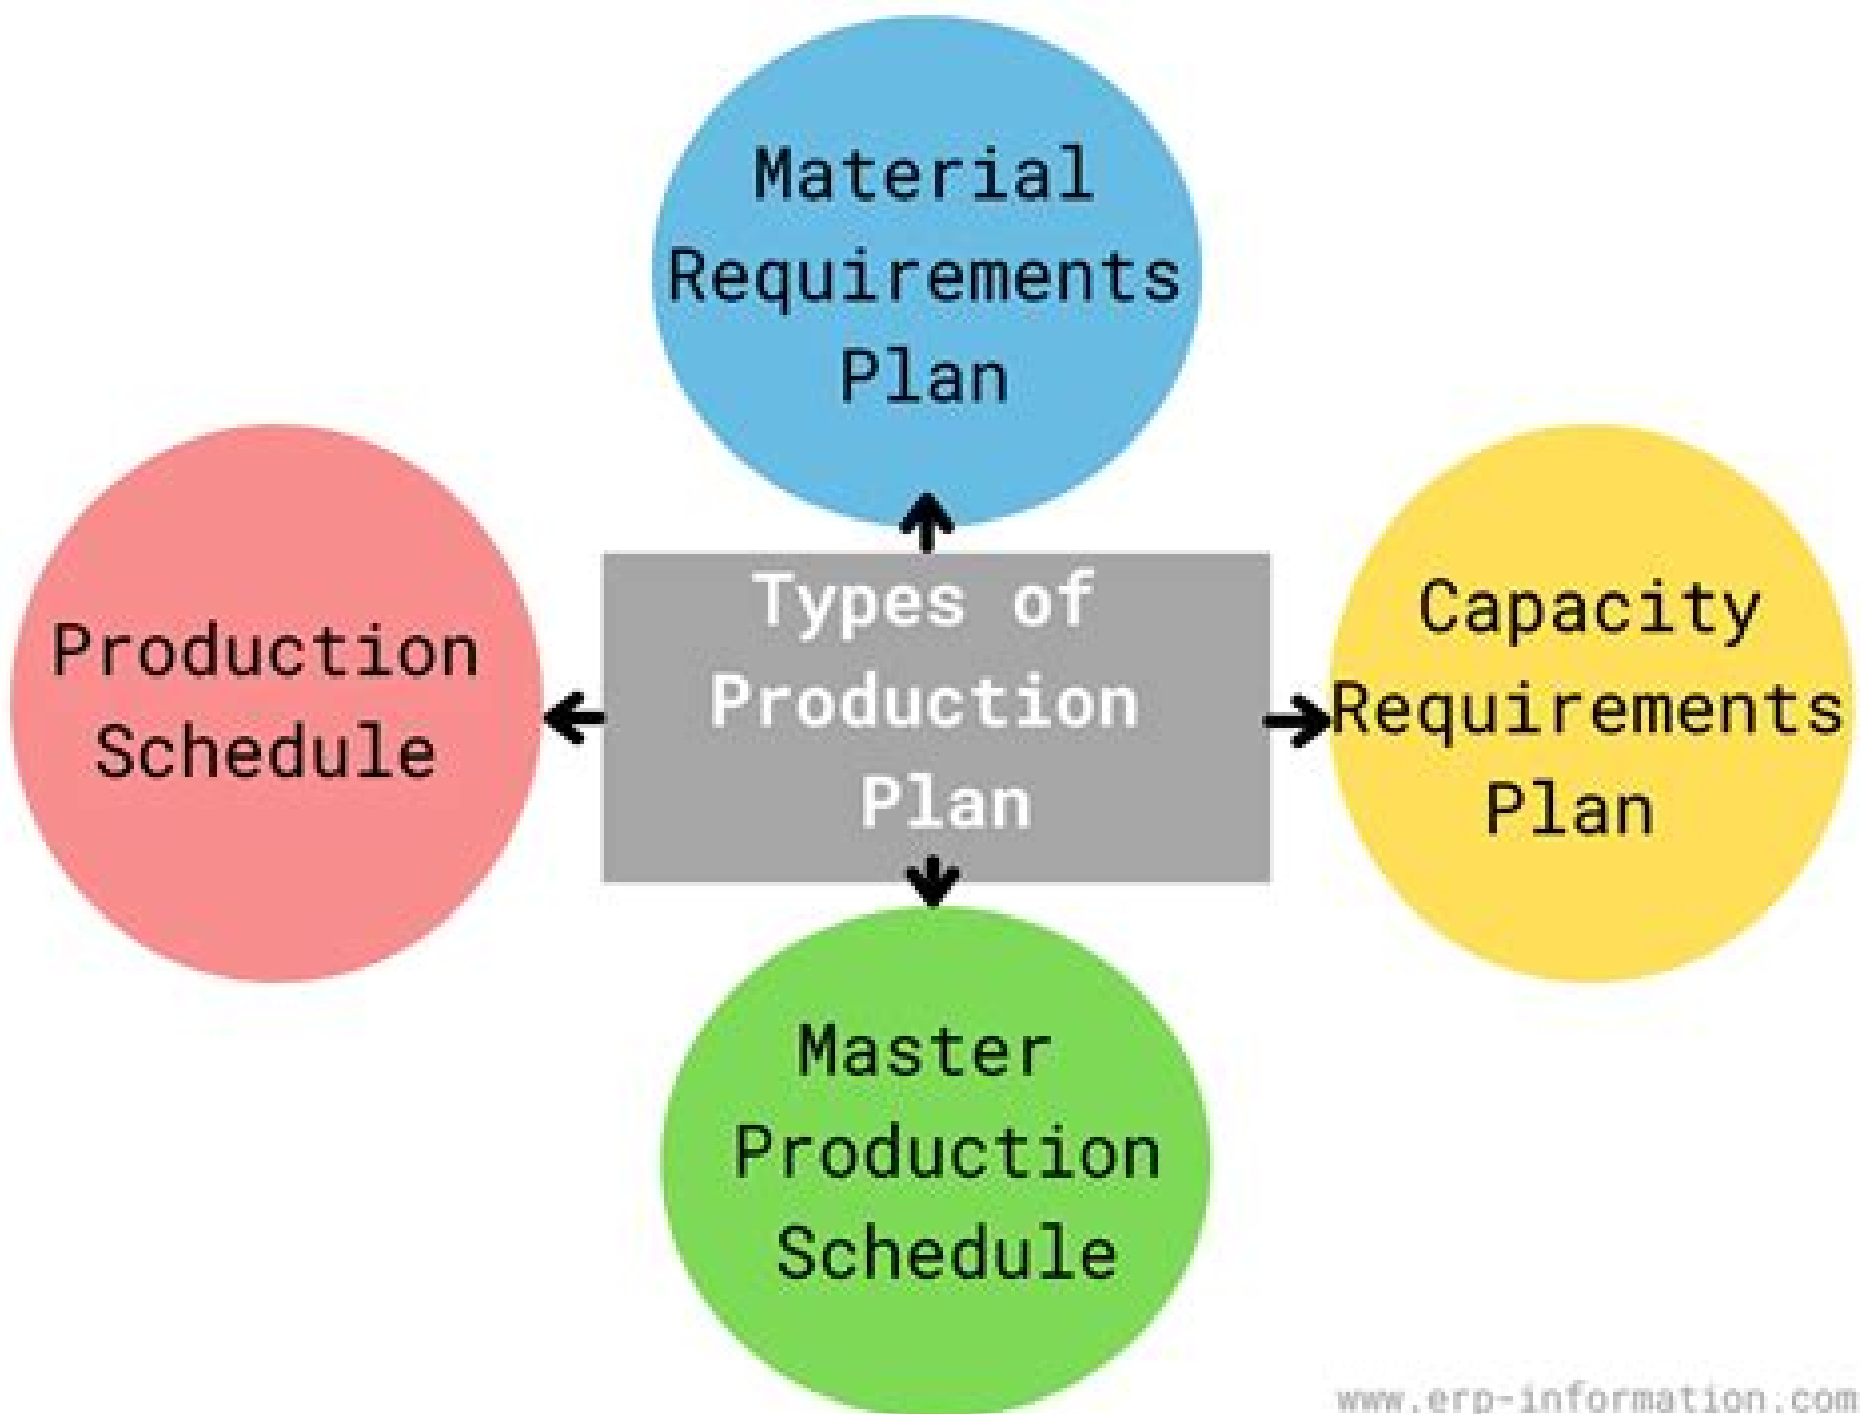 Material
Requirements
Plan
Production
Schedule
Types of
Production
Plan
Capacity
Requirements
Plan
Master
Production
Schedule
www.erp-information.com